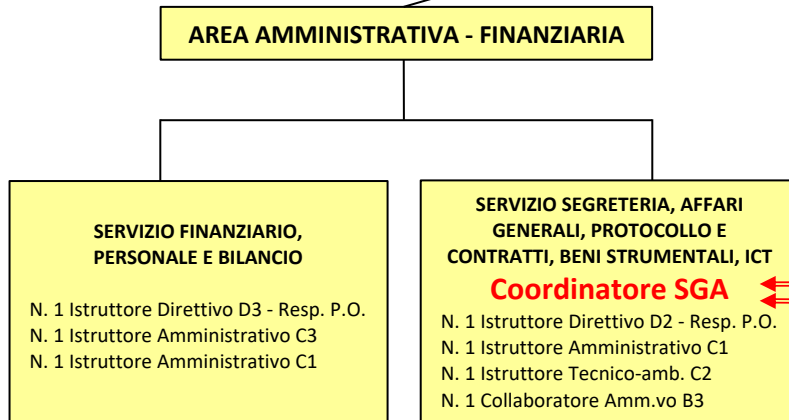 AREA AMMINISTRATIVA - FINANZIARIA
SERVIZIO FINANZIARIO,
PERSONALE E BILANCIO
N. 1 Istruttore Direttivo D3 - Resp. P.O.
N. 1 Istruttore Amministrativo C3
N. 1 Istruttore Amministrativo C1
SERVIZIO SEGRETERIA, AFFARI
GENERALI, PROTOCOLLO E
CONTRATTI, BENI STRUMENTALI, ICT
Coordinatore SGA
N. 1 Istruttore Direttivo D2 - Resp. P.O.
N. 1 Istruttore Amministrativo C1
N. 1 Istruttore Tecnico-amb. C2
N. 1 Collaboratore Amm.vo B3